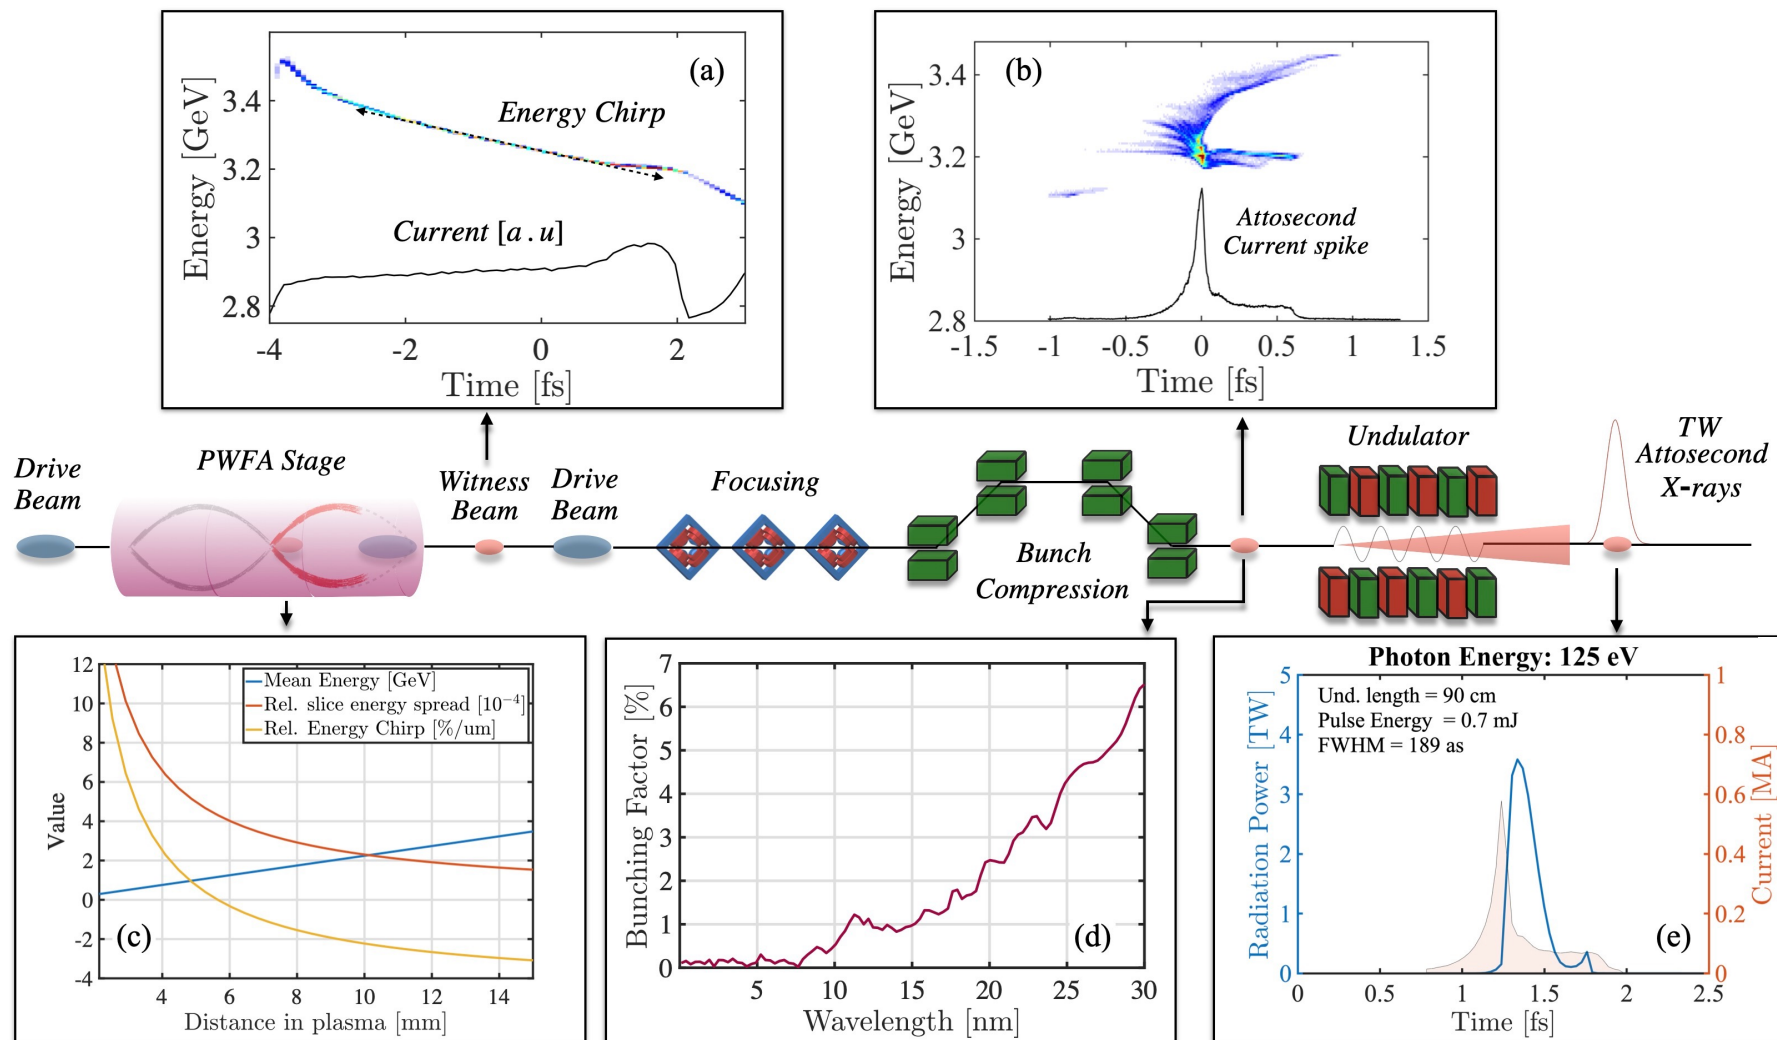 (a)
Energy Chirp
Current [a.u]
Energy [GeV]
3.4
3.2
3
2.8
-4
-2
0
2
Time [fs]
(b)
Attosecond
Current spike
Energy [GeV]
3.4
3.2
3
2.8
-1.5
-1
-0.5
0
0.5
1
1.5
Time [fs]
Drive
Beam
PWFA Stage
Witness
Beam
Drive
Beam
Focusing
Bunch
Compression
Undulator
TW
Attosecond
X-rays
12
10
8
6
4
2
0
-2
-4
Value
Mean Energy [GeV]
Rel. slice energy spread [10⁻⁴]
Rel. Energy Chirp [%/um]
(c)
4
6
8
10
12
14
Distance in plasma [mm]
7
6
5
4
3
2
1
0
Bunching Factor [%]
(d)
5
10
15
20
25
30
Wavelength [nm]
Photon Energy: 125 eV
Und. length = 90 cm
Pulse Energy = 0.7 mJ
FWHM = 189 as
5
4
3
2
1
0
Radiation Power [TW]
1
0.8
0.6
0.4
0.2
0
Current [MA]
(e)
0
0.5
1
1.5
2
2.5
Time [fs]